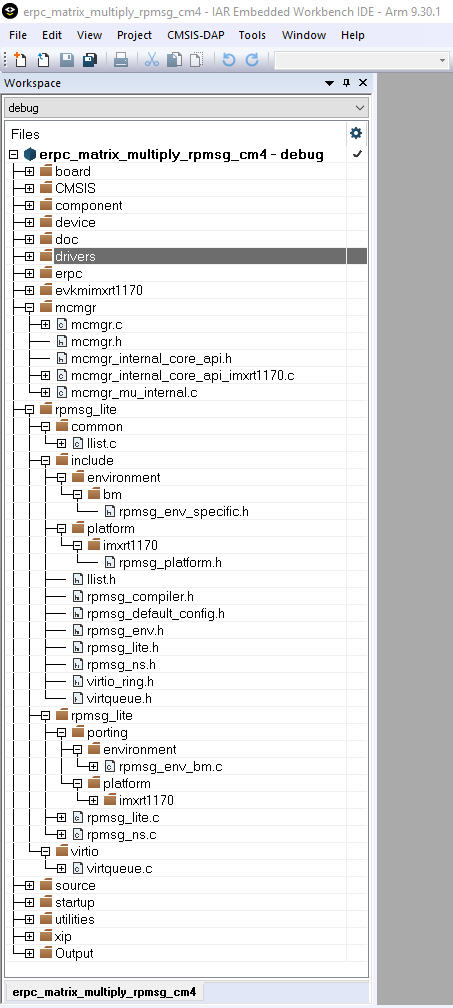 erpc_matrix_multiply_rpmsg_cm4 - IAR Embedded Workbench IDE - Arm 9.30.1
File Edit View Project CMSIS-DAP Tools Window Help
Workspace
debug
Files
erpc_matrix_multiply_rpmsg_cm4 - debug
board
CMSIS
component
device
doc
drivers
erpc
evkmimxrt1170
mcmgr
mcmgr.c
mcmgr.h
mcmgr_internal_core_api.h
mcmgr_internal_core_api_imxrt1170.c
mcmgr_mu_internal.c
rpmsg_lite
common
llist.c
include
environment
bm
rpmsg_env_specific.h
platform
imxrt1170
rpmsg_platform.h
llist.h
rpmsg_compiler.h
rpmsg_default_config.h
rpmsg_env.h
rpmsg_lite.h
rpmsg_ns.h
virtio_ring.h
virtqueue.h
rpmsg_lite
porting
environment
rpmsg_env_bm.c
platform
imxrt1170
rpmsg_lite.c
rpmsg_ns.c
virtio
virtqueue.c
source
startup
utilities
xip
Output
erpc_matrix_multiply_rpmsg_cm4